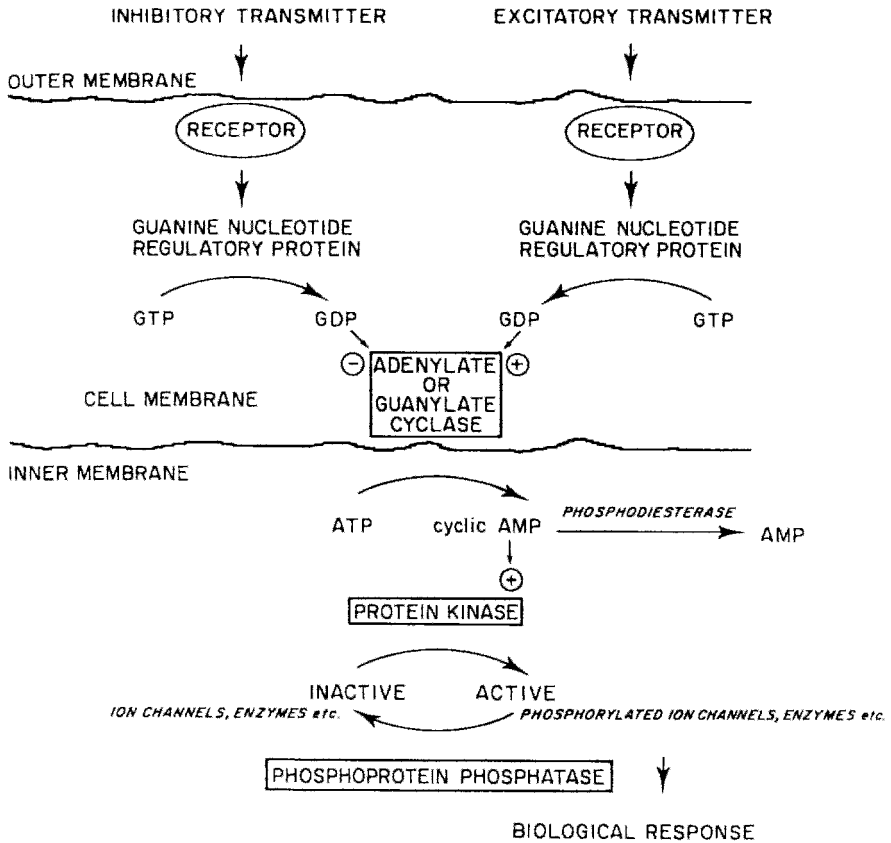 INHIBITORY TRANSMITTER
EXCITATORY TRANSMITTER
OUTER MEMBRANE
RECEPTOR
RECEPTOR
GUANINE NUCLEOTIDE
REGULATORY PROTEIN
GUANINE NUCLEOTIDE
REGULATORY PROTEIN
GTP
GDP
GDP
GTP
−
ADENYLATE
OR
GUANYLATE
CYCLASE
+
CELL MEMBRANE
INNER MEMBRANE
ATP
cyclic AMP
PHOSPHODIESTERASE
AMP
+
PROTEIN KINASE
INACTIVE
ACTIVE
ION CHANNELS, ENZYMES etc.
PHOSPHORYLATED ION CHANNELS, ENZYMES etc.
PHOSPHOPROTEIN PHOSPHATASE
BIOLOGICAL RESPONSE